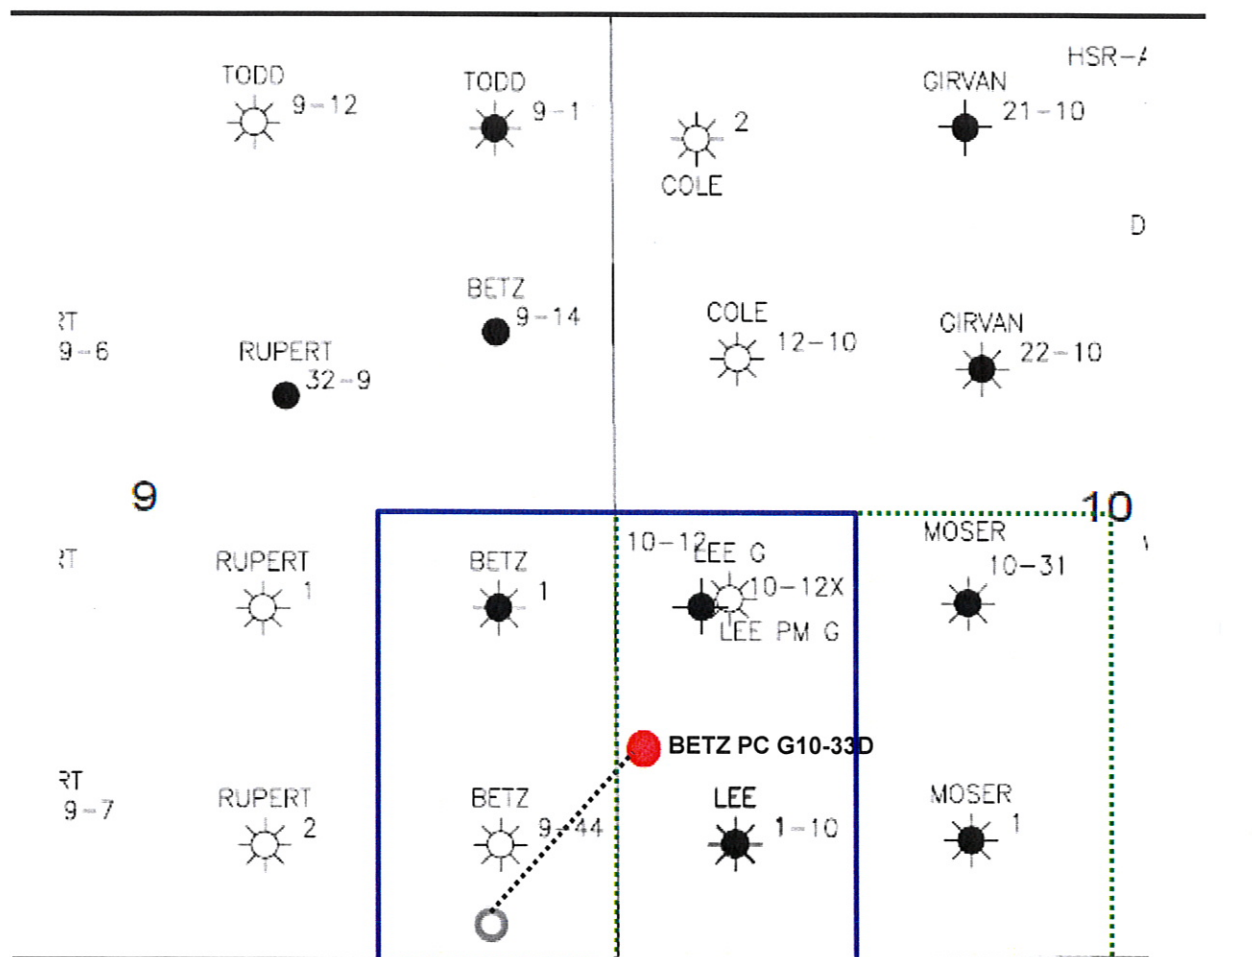 HSR-A
TODD
9-12
TODD
9-1
2
COLE
GIRVAN
21-10
D
BETZ
9-14
RT
9-6
RUPERT
32-9
COLE
12-10
GIRVAN
22-10
9
10
RT
RUPERT
1
BETZ
1
10-12
LEE G
10-12X
LEE PM G
MOSER
10-31
BETZ PC G10-33D
RT
9-7
RUPERT
2
BETZ
9-44
LEE
1-10
MOSER
1